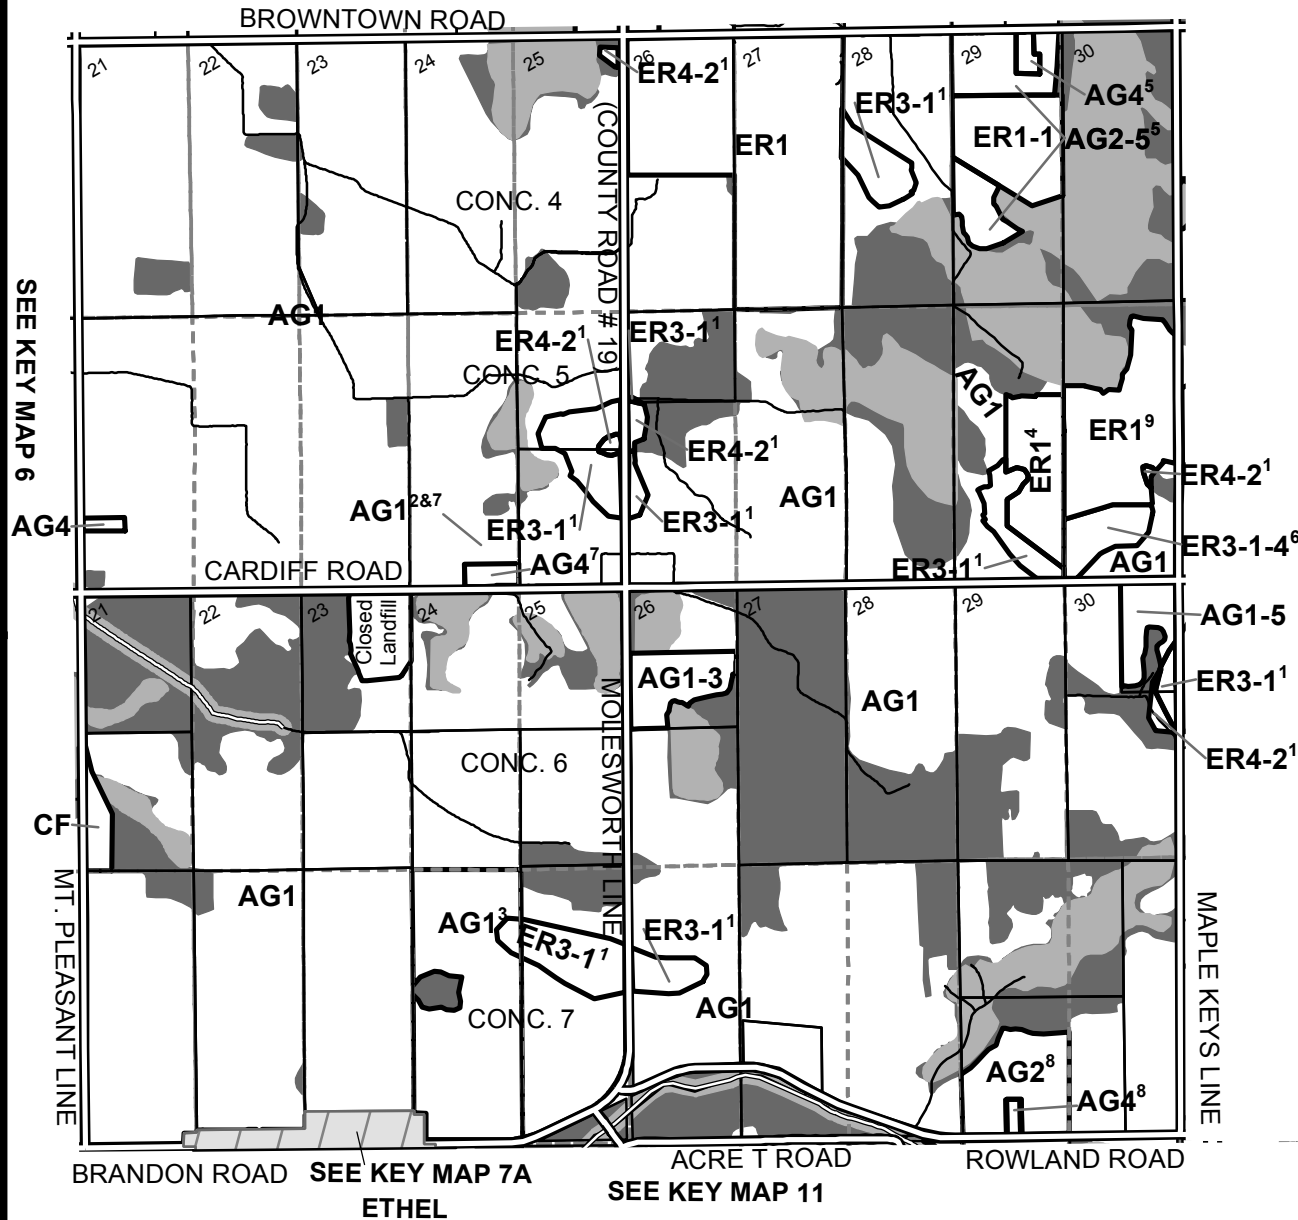 BROWNTOWN ROAD
21
22
23
24
25
26
27
28
29
30
ER4-2¹
AG4⁵
ER3-1¹
ER1-1
AG2-5⁵
ER1
CONC. 4
(COUNTY ROAD # 19)
SEE KEY MAP 6
AG1
ER4-2¹
ER3-1¹
CONC. 5
AG1
ER1⁹
ER1⁴
ER4-2¹
ER4-2¹
AG1
AG1²&⁷
AG4
ER3-1¹
ER3-1¹
ER3-1-4⁶
AG4⁷
ER3-1¹
AG1
CARDIFF ROAD
21
22
23
24
25
26
27
28
29
30
Closed
Landfill
AG1-5
AG1-3
ER3-1¹
AG1
MOLESWORTH LINE
ER4-2¹
CONC. 6
CF
MT. PLEASANT LINE
AG1
AG1³
ER3-1¹
ER3-1¹
MAPLE KEYS LINE
AG1
CONC. 7
AG2⁸
AG4⁸
BRANDON ROAD
SEE KEY MAP 7A
ETHEL
ACRE T ROAD
SEE KEY MAP 11
ROWLAND ROAD